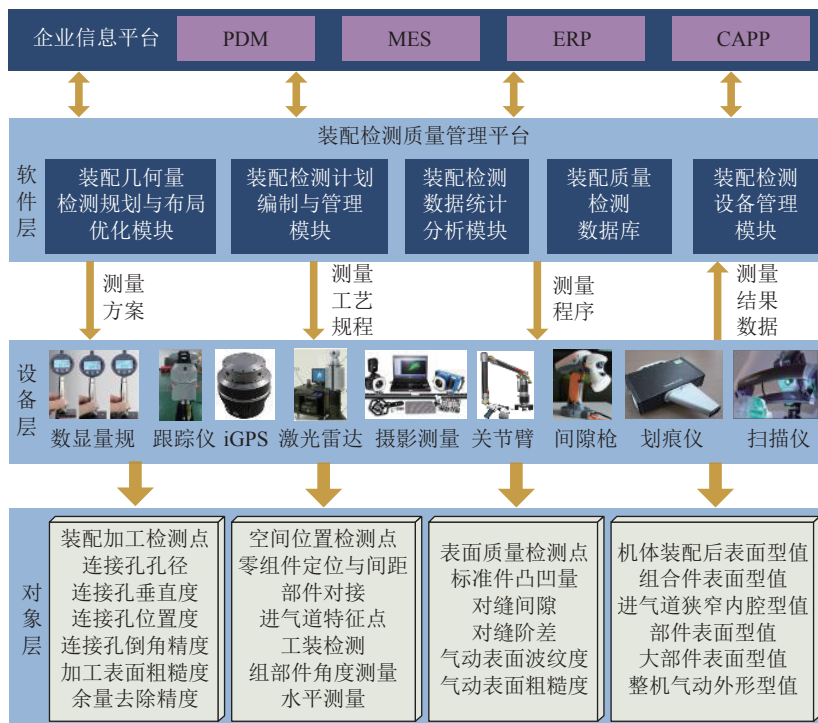 企业信息平台 PDM MES ERP CAPP
装配检测质量管理平台
软件层
装配几何量
检测规划与布局
优化模块
装配检测计划
编制与管理
模块
装配检测
数据统计
分析模块
装配质量
检测
数据库
装配检测
设备管理
模块
测量
方案
测量
工艺
规程
测量
程序
测量
结果
数据
设备层
数显量规 跟踪仪 iGPS 激光雷达 摄影测量 关节臂 间隙枪 划痕仪 扫描仪
对象层
装配加工检测点
连接孔孔径
连接孔垂直度
连接孔位置度
连接孔倒角精度
加工表面粗糙度
余量去除精度
空间位置检测点
零组件定位与间距
部件对接
进气道特征点
工装检测
组部件角度测量
水平测量
表面质量检测点
标准件凸凹量
对缝间隙
对缝阶差
气动表面波纹度
气动表面粗糙度
机体装配后表面型值
组合件表面型值
进气道狭窄内腔型值
部件表面型值
大部件表面型值
整机气动外形型值